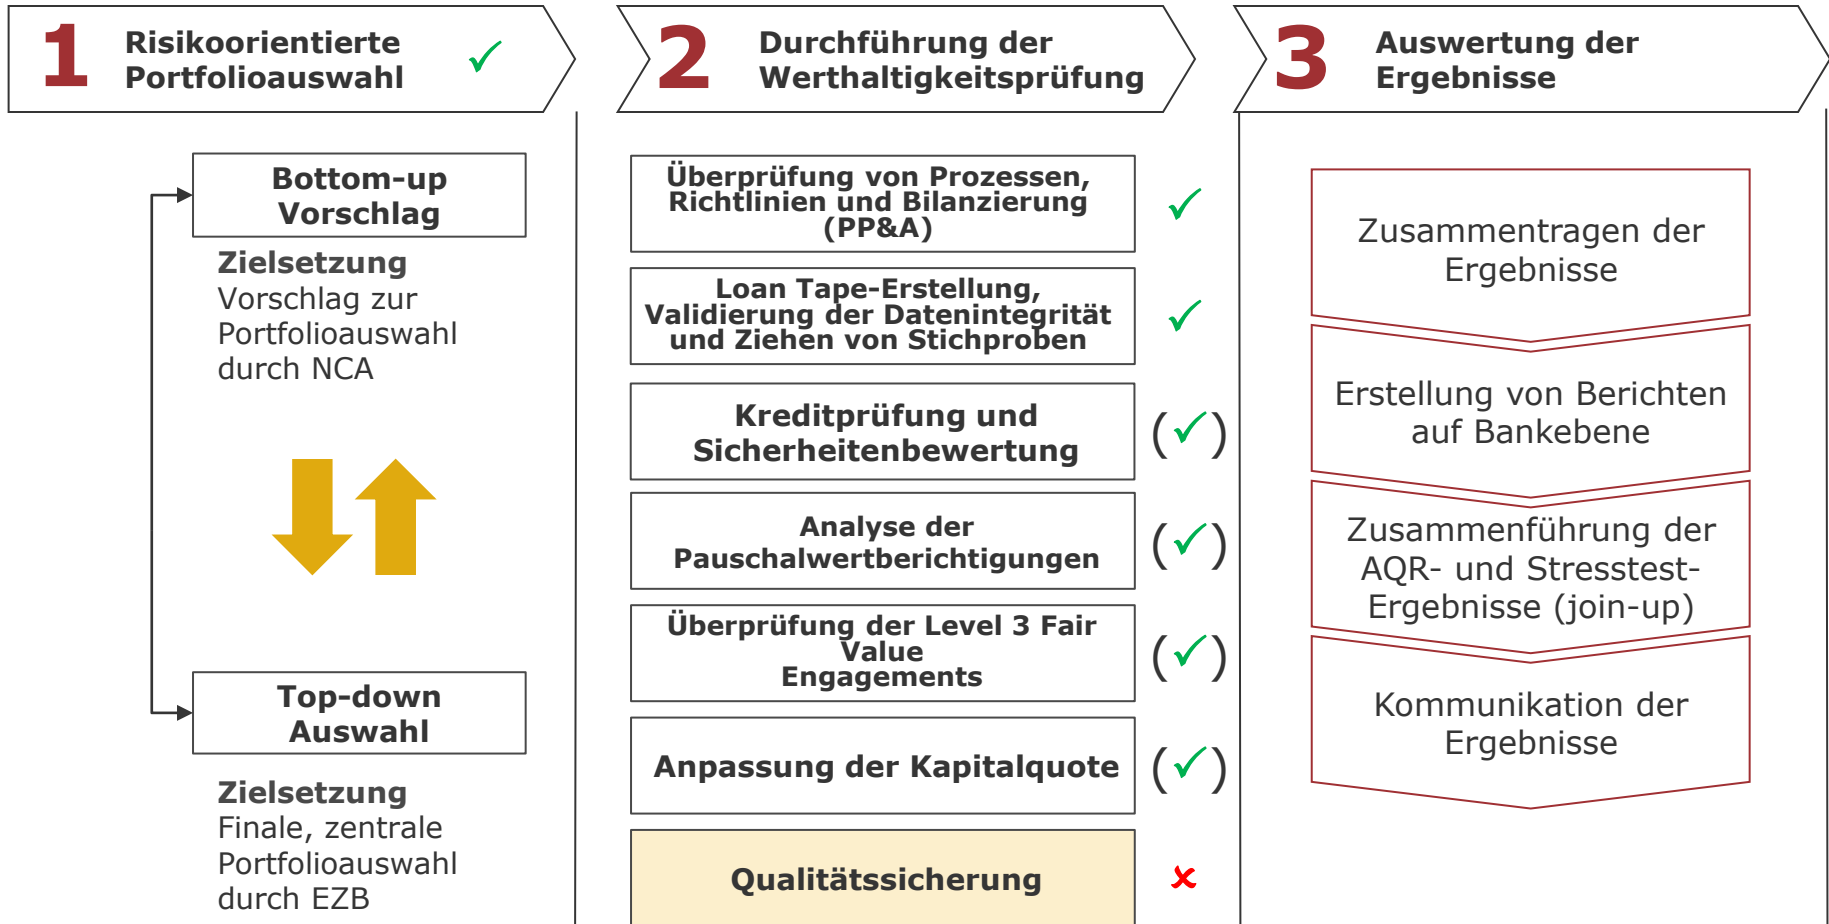 1
Risikoorientierte
Portfolioauswahl ✓
Bottom-up
Vorschlag
Zielsetzung
Vorschlag zur
Portfolioauswahl
durch NCA
Top-down
Auswahl
Zielsetzung
Finale, zentrale
Portfolioauswahl
durch EZB
2
Durchführung der
Werthaltigkeitsprüfung
Überprüfung von Prozessen,
Richtlinien und Bilanzierung
(PP&A)
✓
Loan Tape-Erstellung,
Validierung der Datenintegrität
und Ziehen von Stichproben
✓
Kreditprüfung und
Sicherheitenbewertung
(✓)
Analyse der
Pauschalwertberichtigungen
(✓)
Überprüfung der Level 3 Fair
Value
Engagements
(✓)
Anpassung der Kapitalquote
(✓)
Qualitätssicherung
✘
3
Auswertung der
Ergebnisse
Zusammentragen der
Ergebnisse
Erstellung von Berichten
auf Bankebene
Zusammenführung der
AQR- und Stresstest-
Ergebnisse (join-up)
Kommunikation der
Ergebnisse